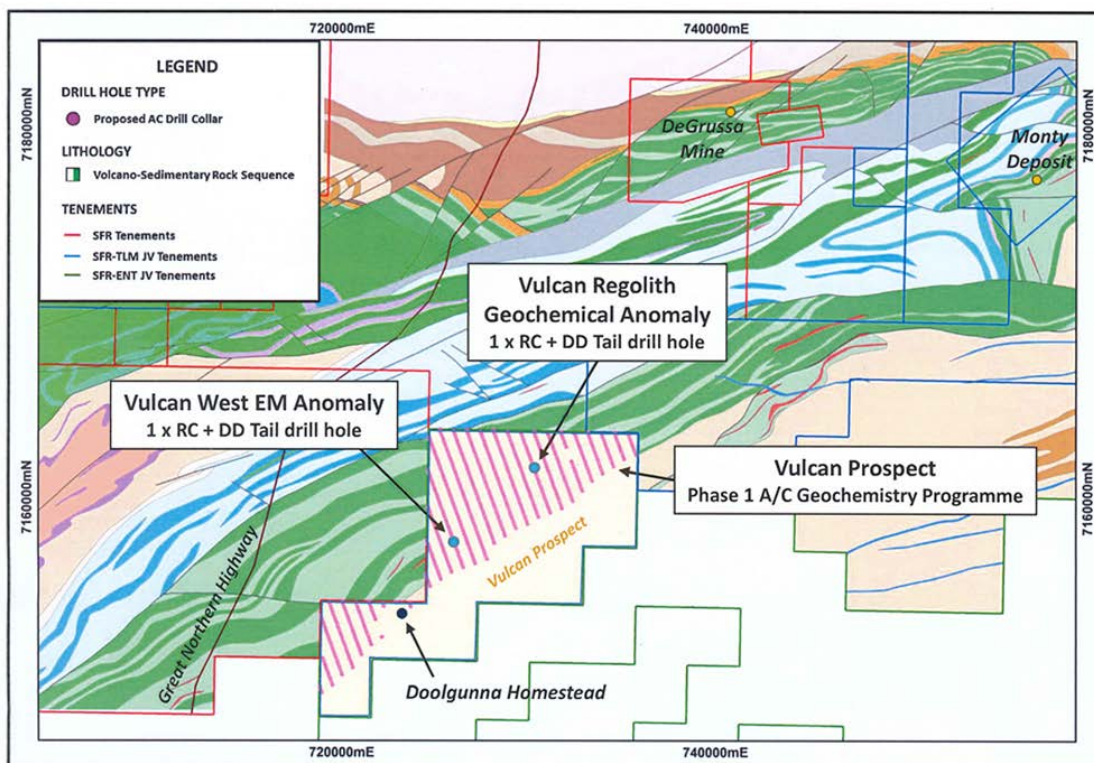 720000mE
740000mE
7180000mN
7180000mN
LEGEND
DRILL HOLE TYPE
Proposed AC Drill Collar
LITHOLOGY
Volcano-Sedimentary Rock Sequence
TENEMENTS
SFR Tenements
SFR-TLM JV Tenements
SFR-ENT JV Tenements
DeGrussa
Mine
Monty
Deposit
Vulcan Regolith
Geochemical Anomaly
1 x RC + DD Tail drill hole
Vulcan West EM Anomaly
1 x RC + DD Tail drill hole
Vulcan Prospect
Phase 1 A/C Geochemistry Programme
7160000mN
7160000mN
Vulcan Prospect
Great Northern Highway
Doolgunna Homestead
720000mE
740000mE